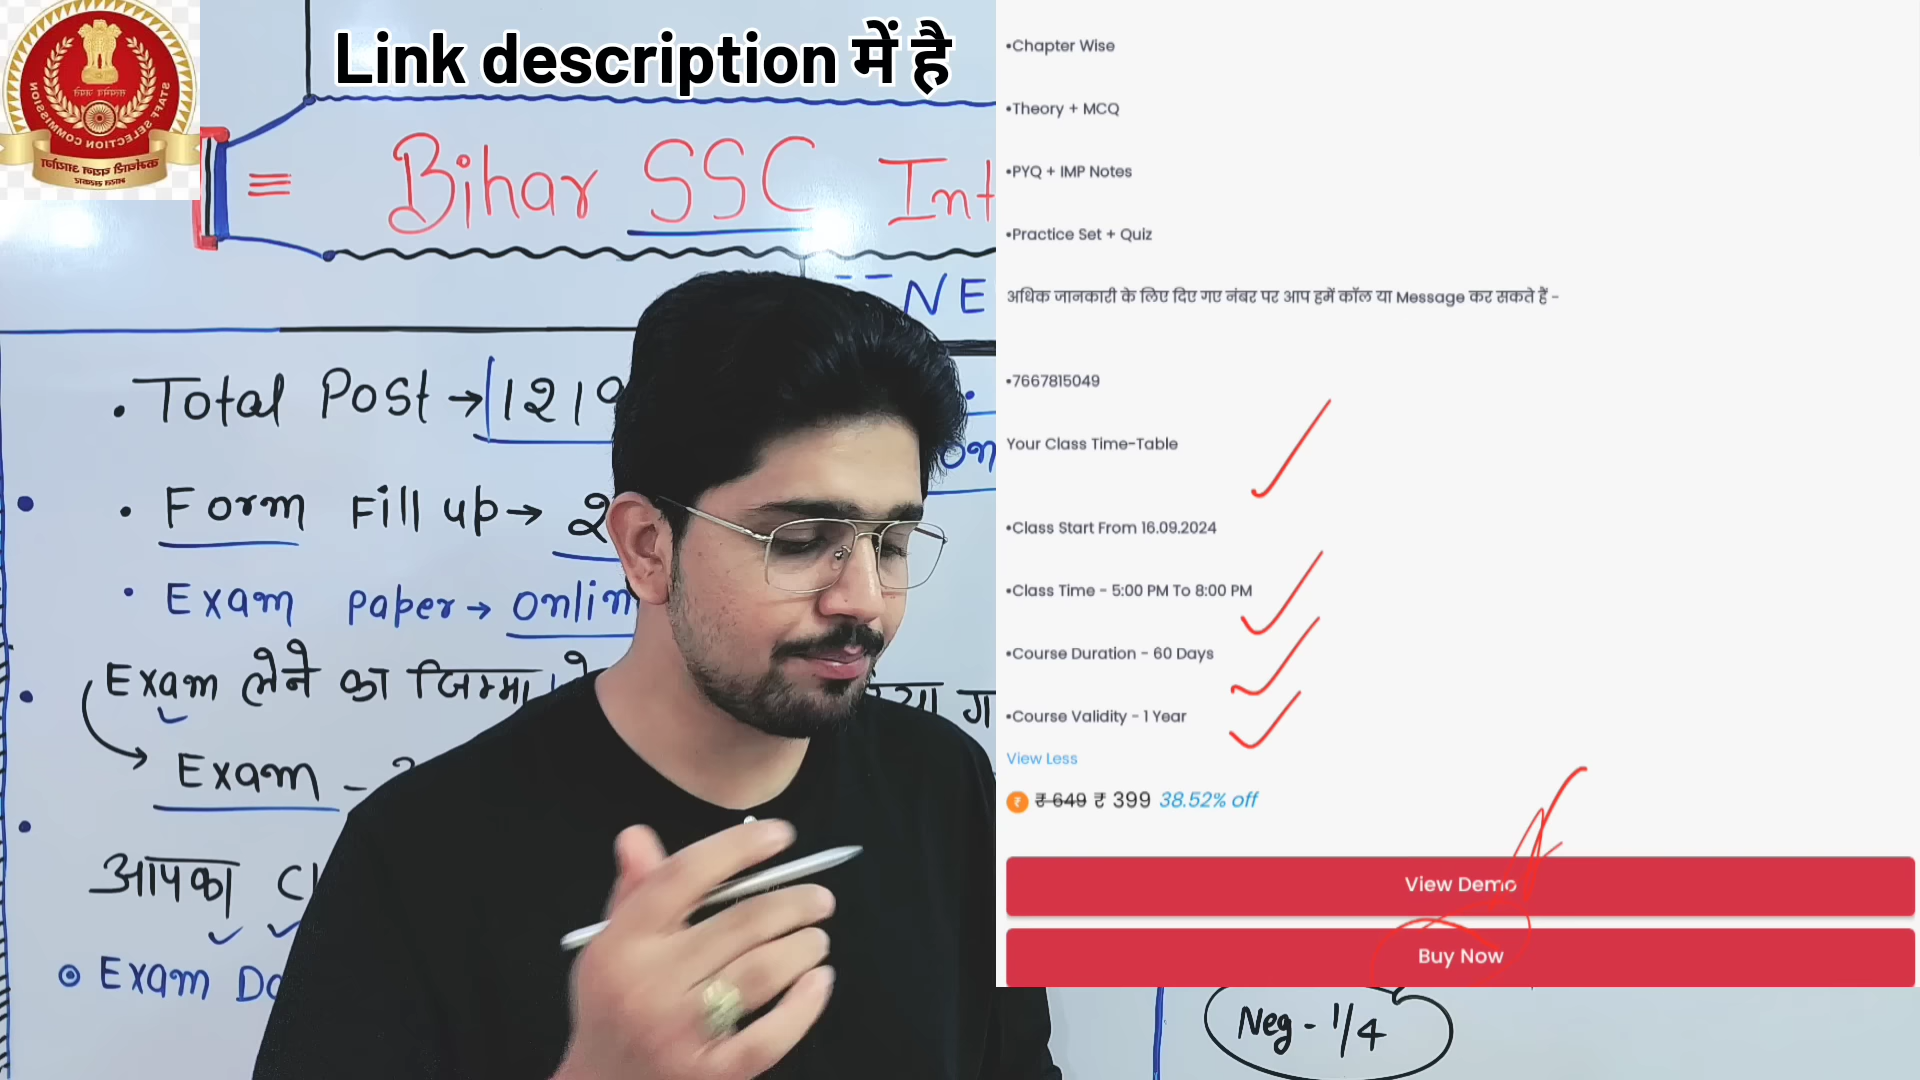 Link description में है
Bihar SSC Int
NE
• Total Post → 1219
• Form Fill up → 2
• Exam Paper → onlin
Exam लेने का जिम्मा
Exam -
आपका
Exam Da
•Chapter Wise
•Theory + MCQ
•PYQ + IMP Notes
•Practice Set + Quiz
अधिक जानकारी के लिए दिए गए नंबर पर आप हमें कॉल या Message कर सकते हैं -
•7667815049
Your Class Time-Table
•Class Start From 16.09.2024
•Class Time - 5:00 PM To 8:00 PM
•Course Duration - 60 Days
•Course Validity - 1 Year
View Less
₹ 649 ₹ 399 38.52% off
View Demo
Buy Now
Neg - 1/4